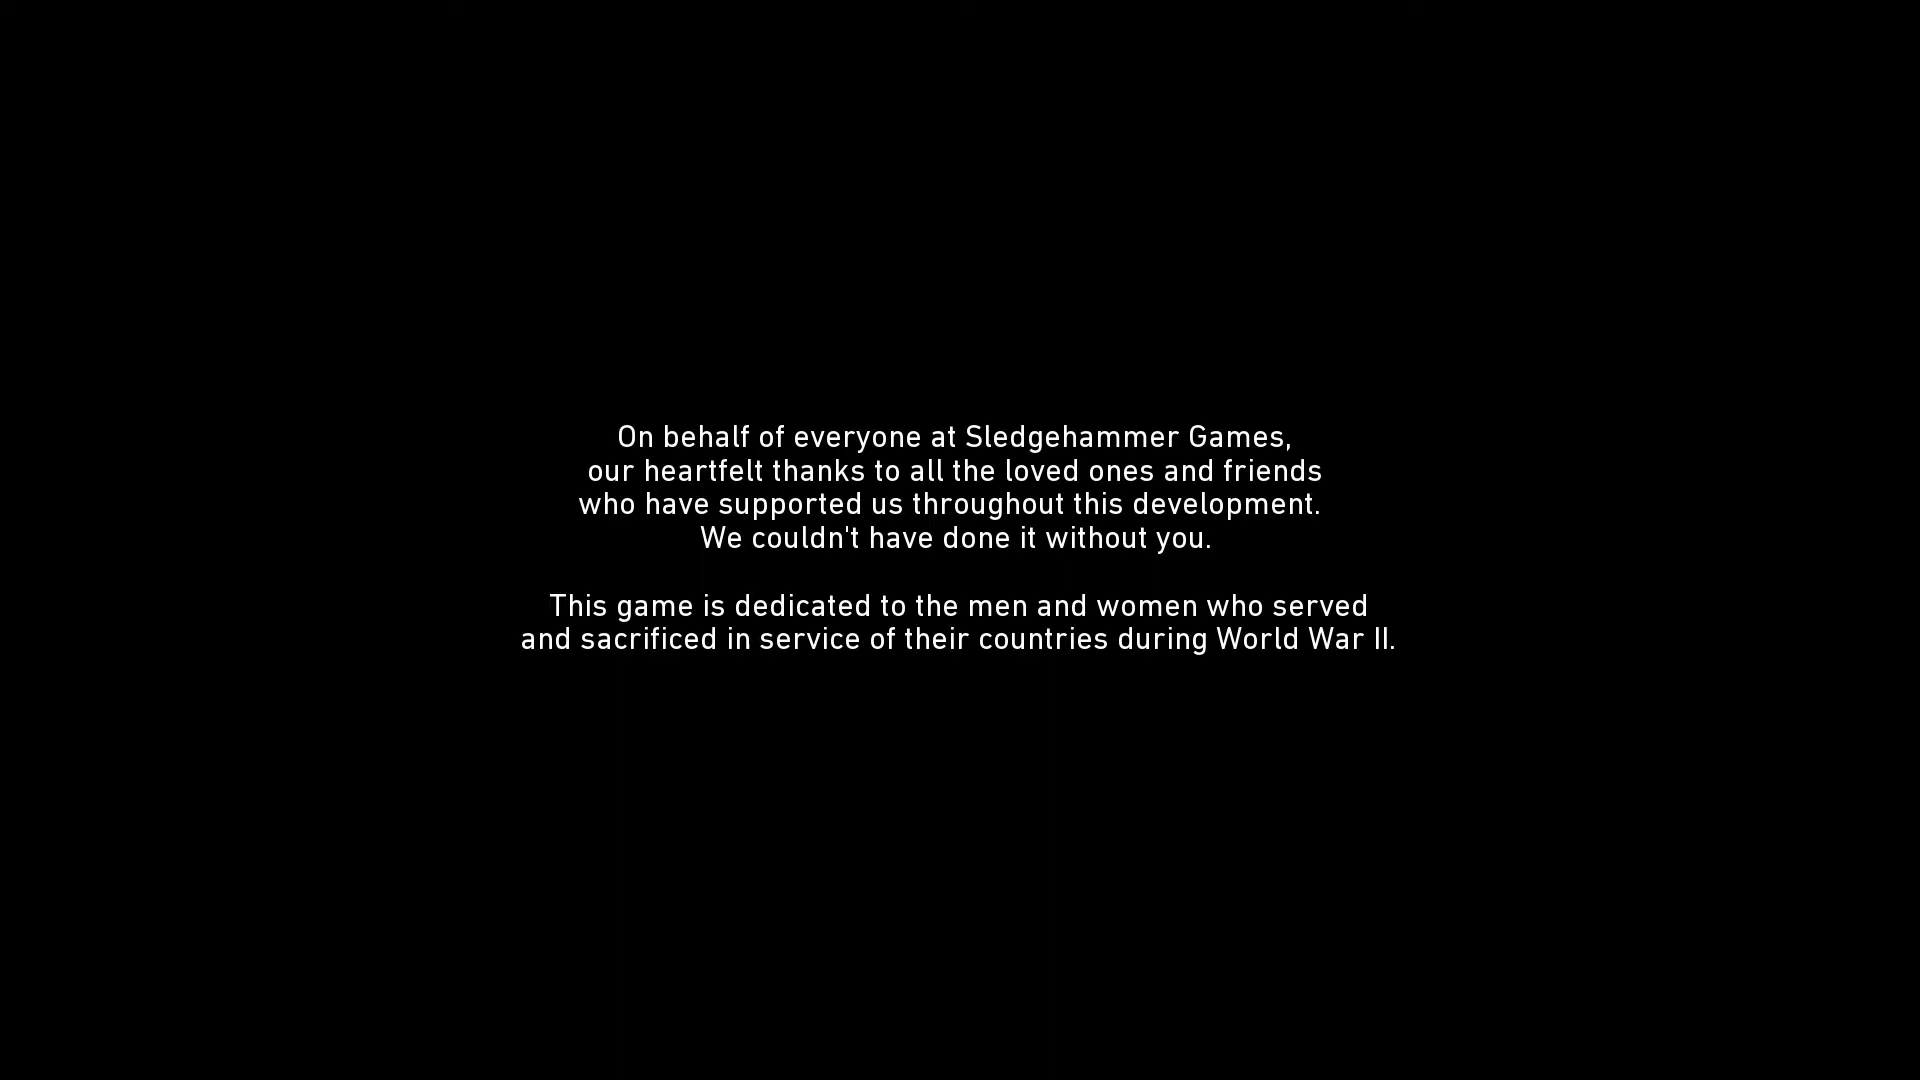 On behalf of everyone at Sledgehammer Games,
our heartfelt thanks to all the loved ones and friends
who have supported us throughout this development.
We couldn't have done it without you.
This game is dedicated to the men and women who served
and sacrificed in service of their countries during World War II.